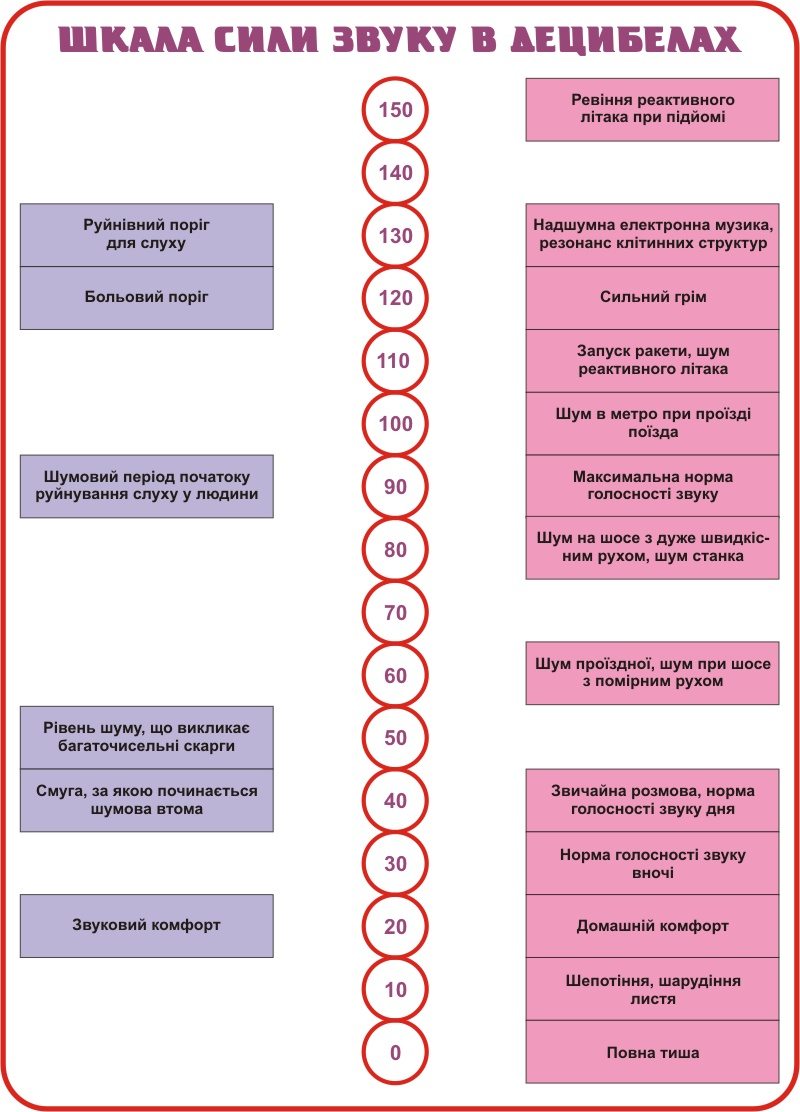 ШКАЛА СИЛИ ЗВУКУ В ДЕЦИБЕЛАХ
150
Ревіння реактивного
літака при підйомі
140
Руйнівний поріг
для слуху
130
Надшумна електронна музика,
резонанс клітинних структур
Больовий поріг
120
Сильний грім
110
Запуск ракети, шум
реактивного літака
100
Шум в метро при проїзді
поїзда
Шумовий період початоку
руйнування слуху у людини
90
Максимальна норма
голосності звуку
80
Шум на шосе з дуже швидкіс-
ним рухом, шум станка
70
60
Шум проїздної, шум при шосе
з помірним рухом
Рівень шуму, що викликає
багаточисельні скарги
50
Смуга, за якою починається
шумова втома
40
Звичайна розмова, норма
голосності звуку дня
30
Норма голосності звуку
вночі
Звуковий комфорт
20
Домашній комфорт
10
Шепотіння, шарудіння
листя
0
Повна тиша